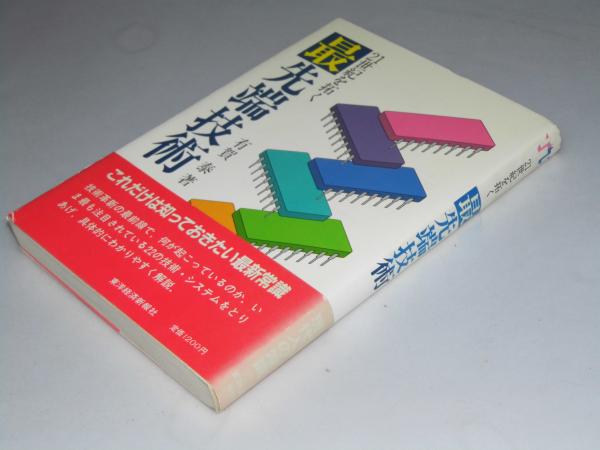 21世紀を拓く
最先端技術
有賀 泰著
これだけは知っておきたい最新常識
技術革新の最前線で、何が起こっているのか、い
ま最も注目されている22の技術・システムをとり
あげ、具体的にわかりやすく解説.
東洋経済新報社
定価1200円
21世紀を拓く
最先端技術